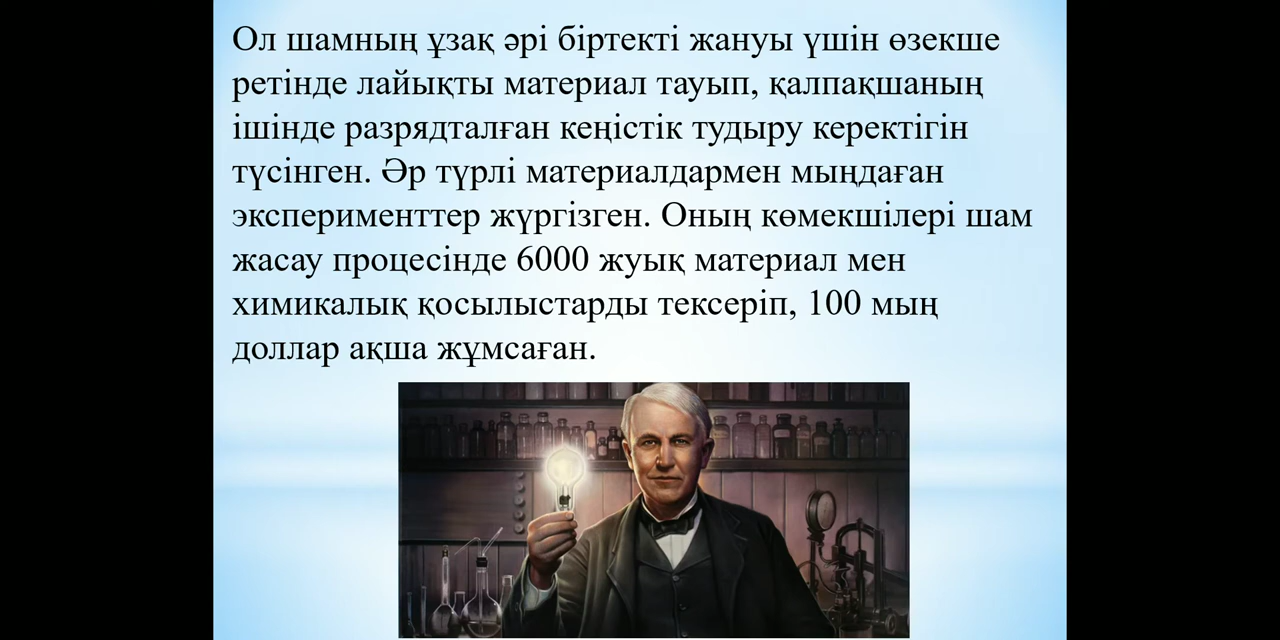 Ол шамның ұзақ әрі біртекті жануы үшін өзекше
ретінде лайықты материал тауып, қалпақшаның
ішінде разрядталған кеңістік тудыру керектігін
түсінген. Әр түрлі материалдармен мыңдаған
эксперименттер жүргізген. Оның көмекшілері шам
жасау процесінде 6000 жуық материал мен
химикалық қосылыстарды тексеріп, 100 мың
доллар ақша жұмсаған.